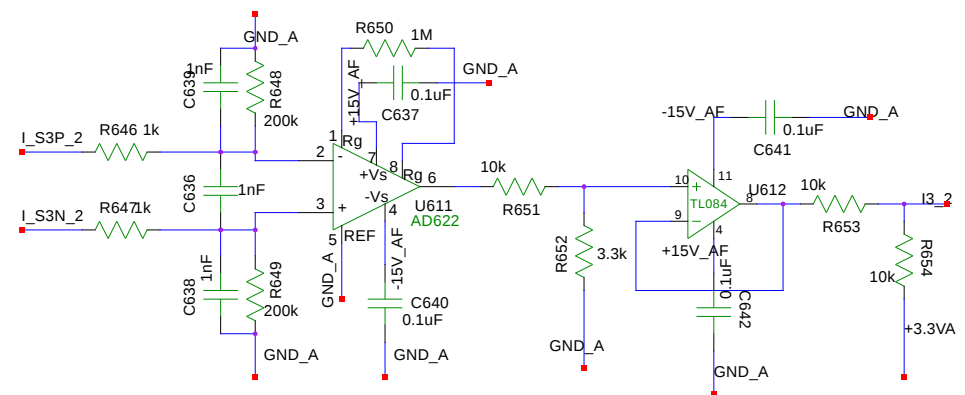 GND_A
R650
1M
1nF
C639
R648
200k
+15V_AF
GND_A
0.1uF
C637
-15V_AF
GND_A
0.1uF
C641
I_S3P_2
R646 1k
1
Rg
2
-
7
+Vs
8
Rg
6
C636
1nF
-Vs
U611
AD622
I_S3N_2
R647 1k
3
+
4
5
REF
10k
R651
10
+
11
TL084
U612
8
9
-
4
+15V_AF
10k
R653
I3_2
1nF
C638
R649
200k
GND_A
-15V_AF
C640
0.1uF
R652
3.3k
0.1uF
C642
R654
10k
+3.3VA
GND_A
GND_A
GND_A
GND_A